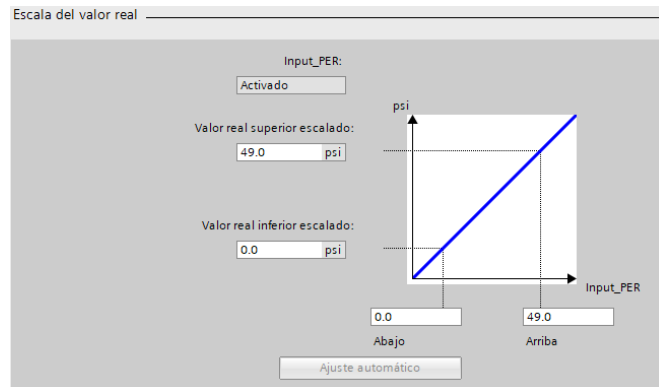 Escala del valor real
Input_PER:
Activado
psi
Valor real superior escalado:
49.0 psi
Valor real inferior escalado:
0.0 psi
Input_PER
0.0 49.0
Abajo Arriba
Ajuste automático